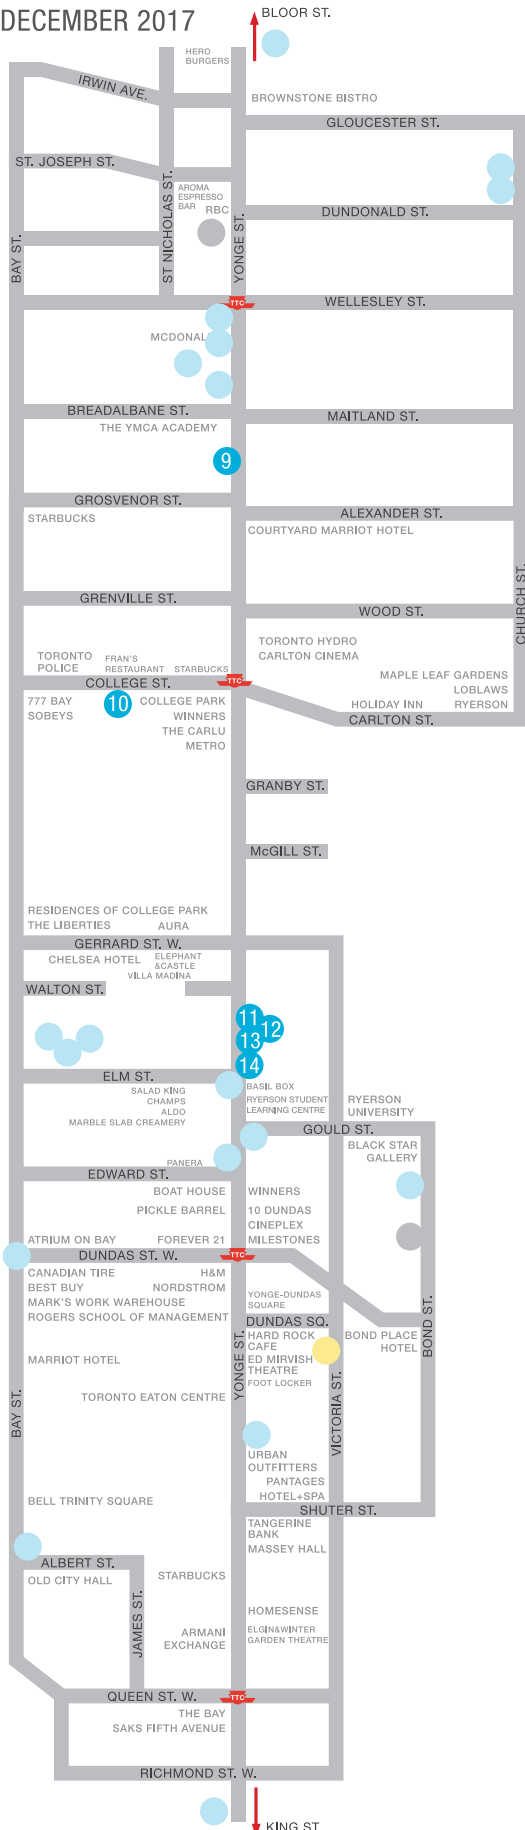 DECEMBER 2017
BLOOR ST.
HERO
BURGERS
IRWIN AVE.
BROWNSTONE BISTRO
GLOUCESTER ST.
ST. JOSEPH ST.
ST NICHOLAS ST.
AROMA
ESPRESSO
BAR
RBC
YONGE ST.
DUNDONALD ST.
BAY ST.
TTC
WELLESLEY ST.
MCDONAL
BREADALBANE ST.
MAITLAND ST.
THE YMCA ACADEMY
9
GROSVENOR ST.
ALEXANDER ST.
STARBUCKS
COURTYARD MARRIOT HOTEL
CHURCH ST.
GRENVILLE ST.
WOOD ST.
TORONTO HYDRO
CARLTON CINEMA
TORONTO
POLICE
FRAN'S
RESTAURANT
STARBUCKS
COLLEGE ST.
TTC
MAPLE LEAF GARDENS
LOBLAWS
HOLIDAY INN
RYERSON
CARLTON ST.
777 BAY
SOBEYS
10
COLLEGE PARK
WINNERS
THE CARLU
METRO
GRANBY ST.
McGILL ST.
RESIDENCES OF COLLEGE PARK
THE LIBERTIES
AURA
GERRARD ST. W.
CHELSEA HOTEL
ELEPHANT
&CASTLE
VILLA MADINA
WALTON ST.
11
12
13
14
ELM ST.
SALAD KING
CHAMPS
ALDO
MARBLE SLAB CREAMERY
BASIL BOX
RYERSON STUDENT
LEARNING CENTRE
RYERSON
UNIVERSITY
GOULD ST.
BLACK STAR
GALLERY
PANERA
EDWARD ST.
BOAT HOUSE
WINNERS
PICKLE BARREL
10 DUNDAS
CINEPLEX
ATRIUM ON BAY
FOREVER 21
MILESTONES
DUNDAS ST. W.
TTC
CANADIAN TIRE
H&M
BEST BUY
NORDSTROM
MARK'S WORK WAREHOUSE
ROGERS SCHOOL OF MANAGEMENT
YONGE-DUNDAS
SQUARE
DUNDAS SQ.
BOND ST.
HARD ROCK
CAFE
ED MIRVISH
THEATRE
FOOT LOCKER
BOND PLACE
HOTEL
MARRIOT HOTEL
YONGE ST.
VICTORIA ST.
BAY ST.
TORONTO EATON CENTRE
URBAN
OUTFITTERS
PANTAGES
HOTEL+SPA
BELL TRINITY SQUARE
SHUTER ST.
TANGERINE
BANK
MASSEY HALL
ALBERT ST.
OLD CITY HALL
STARBUCKS
JAMES ST.
HOMESENSE
ARMANI
EXCHANGE
ELGIN&WINTER
GARDEN THEATRE
QUEEN ST. W.
TTC
THE BAY
SAKS FIFTH AVENUE
RICHMOND ST. W.
KING ST